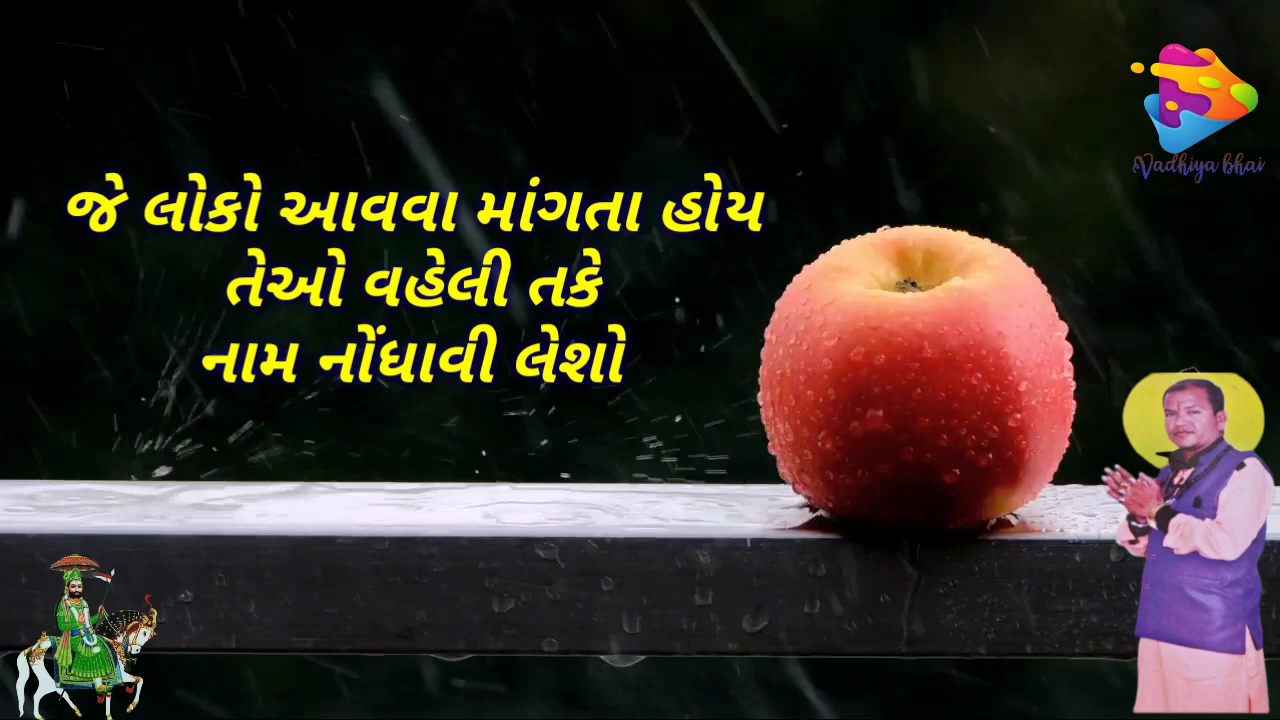 જે લોકો આવવા માંગતા હોય
તેઓ વહેલી તકે
નામ નોંધાવી લેશો
Vadhiya bhai